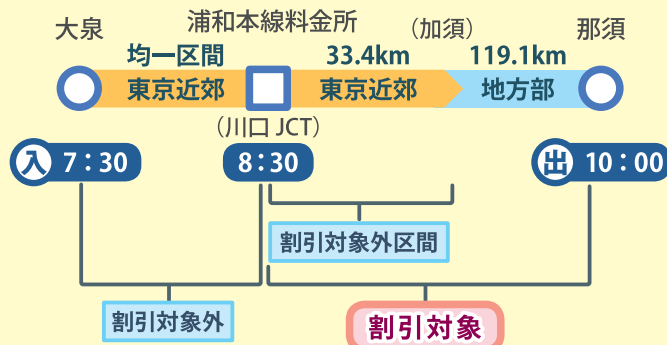 大泉
浦和本線料金所
(加須)
那須
均一区間
33.4km
119.1km
東京近郊
東京近郊
地方部
(川口 JCT)
入 7:30
8:30
出 10:00
割引対象外区間
割引対象外
割引対象